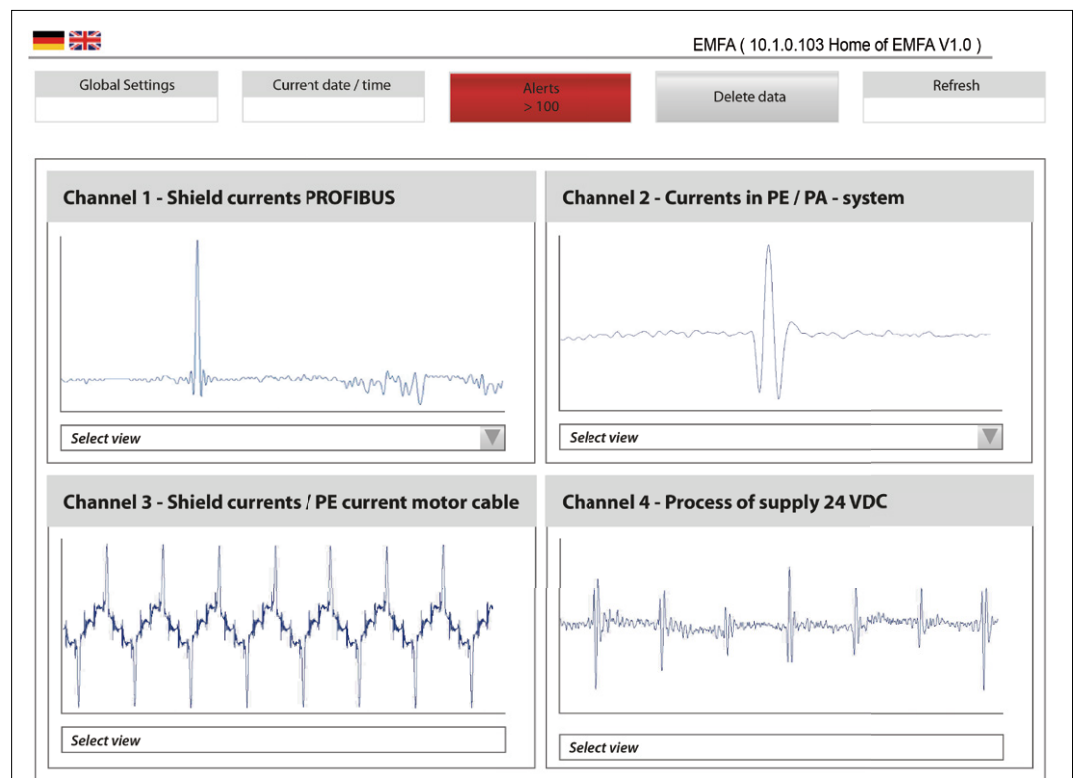 EMFA ( 10.1.0.103 Home of EMFA V1.0 )
Global Settings
Current date / time
Alerts
> 100
Delete data
Refresh
Channel 1 - Shield currents PROFIBUS
Channel 2 - Currents in PE / PA - system
Select view
Select view
Channel 3 - Shield currents / PE current motor cable
Channel 4 - Process of supply 24 VDC
Select view
Select view